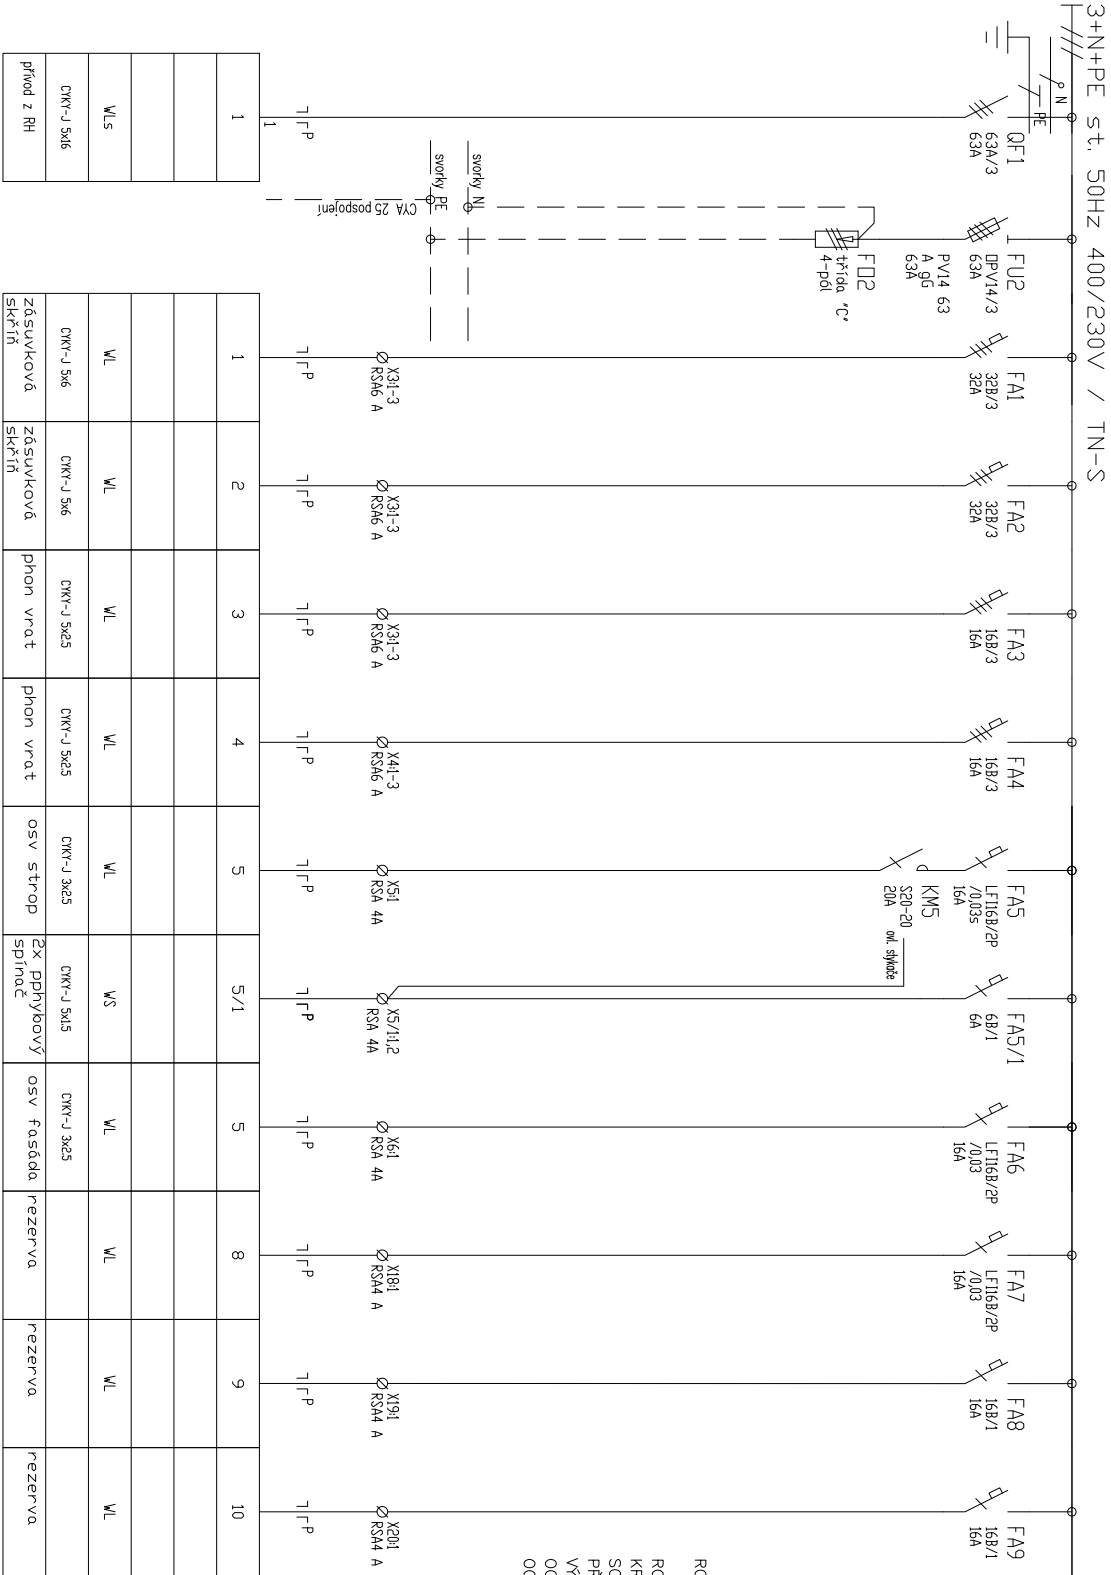 3+N+PE st. 50Hz 400/230V / TN-S
N
PE
QF1
63A/3
63A
FU2
OPV14/3
63A
PV14 63
A gG
63A
FD2
třída "C"
4-pól
svorky N
svorky PE
CYA 25 pospojení
FA1
32B/3
32A
FA2
32B/3
32A
FA3
16B/3
16A
FA4
16B/3
16A
FA5
LFI16B/2P
/0,03s
16A
KM5
S20-20
20A
ovl. stykače
FA5/1
6B/1
6A
FA6
LFI16B/2P
/0,03
16A
FA7
LFI16B/2P
/0,03
16A
FA8
16B/1
16A
FA9
16B/1
16A
X3:1-3
RSA6 A
X3:1-3
RSA6 A
X3:1-3
RSA6 A
X4:1-3
RSA6 A
X5:1
RSA 4A
X5/1:1,2
RSA 4A
X6:1
RSA 4A
X18:1
RSA4 A
X19:1
RSA4 A
X20:1
RSA4 A
P
P
P
P
P
P
P
P
P
P
P
1
1
WLs
CYKY-J 5x16
přívod z RH
1
WL
CYKY-J 5x6
zásuvková
skříň
2
WL
CYKY-J 5x6
zásuvková
skříň
3
WL
CYKY-J 5x2.5
phon vrat
4
WL
CYKY-J 5x2.5
phon vrat
5
WL
CYKY-J 3x2.5
osv strop
5/1
WS
CYKY-J 5x1.5
2x pphybový
spínač
5
WL
CYKY-J 3x2.5
osv fasáda
8
WL
rezerva
9
WL
rezerva
10
WL
rezerva